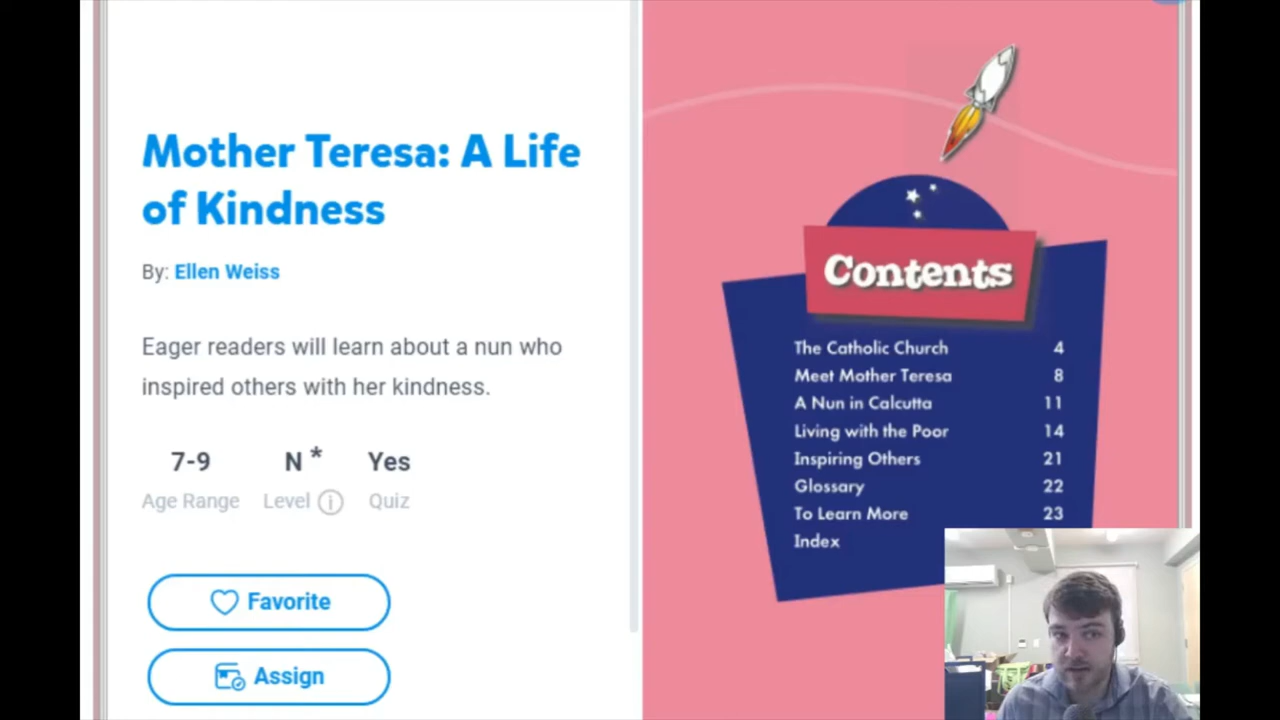 Mother Teresa: A Life
of Kindness
By: Ellen Weiss
Eager readers will learn about a nun who
inspired others with her kindness.
7-9 N * Yes
Age Range Level i Quiz
Favorite
Assign
Contents
The Catholic Church 4
Meet Mother Teresa 8
A Nun in Calcutta 11
Living with the Poor 14
Inspiring Others 21
Glossary 22
To Learn More 23
Index